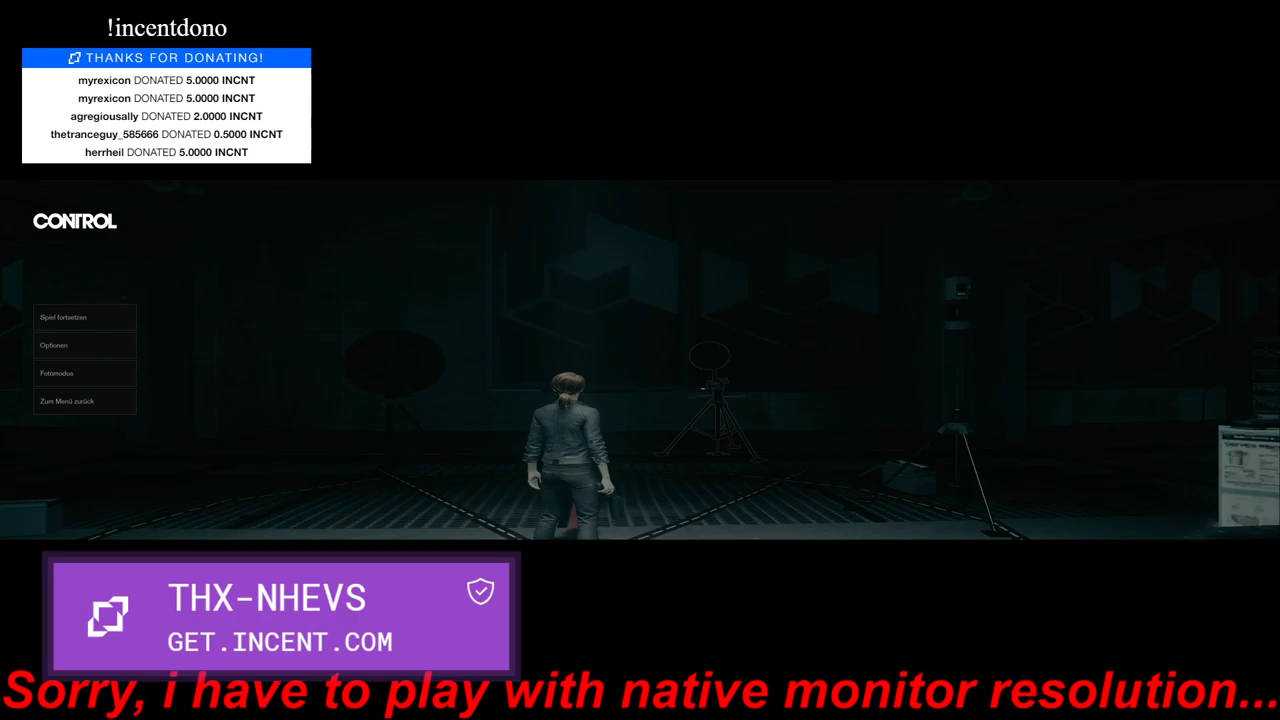 !incentdono
THANKS FOR DONATING!
myrexicon DONATED 5.0000 INCNT
myrexicon DONATED 5.0000 INCNT
agregiousally DONATED 2.0000 INCNT
thetranceguy_585666 DONATED 0.5000 INCNT
herrheil DONATED 5.0000 INCNT
CONTROL
Spiel fortsetzen
Optionen
Fotomodus
Zum Menü zurück
THX-NHEVS
GET.INCENT.COM
Sorry, i have to play with native monitor resolution...